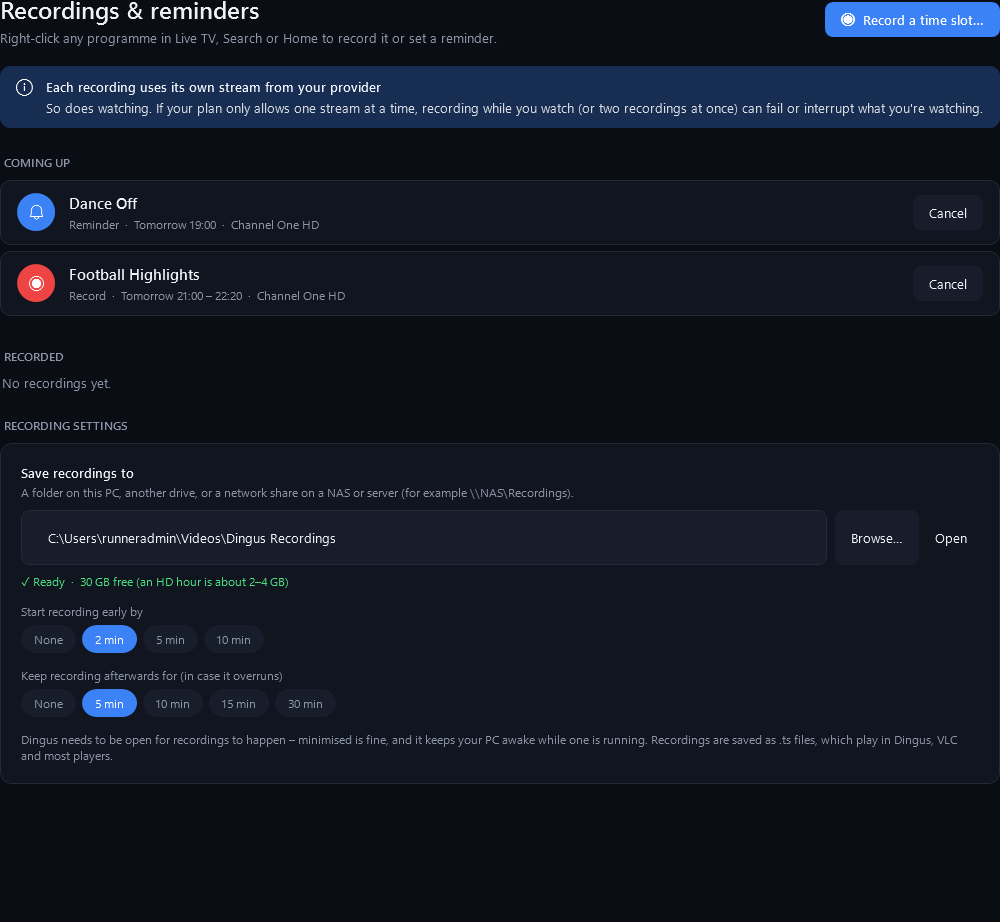 Recordings & reminders
Record a time slot...
Right-click any programme in Live TV, Search or Home to record it or set a reminder.
Each recording uses its own stream from your provider
So does watching. If your plan only allows one stream at a time, recording while you watch (or two recordings at once) can fail or interrupt what you're watching.
COMING UP
Dance Off
Reminder · Tomorrow 19:00 · Channel One HD
Cancel
Football Highlights
Record · Tomorrow 21:00 – 22:20 · Channel One HD
Cancel
RECORDED
No recordings yet.
RECORDING SETTINGS
Save recordings to
A folder on this PC, another drive, or a network share on a NAS or server (for example \\NAS\Recordings).
C:\Users\runneradmin\Videos\Dingus Recordings
Browse...
Open
✓ Ready · 30 GB free (an HD hour is about 2–4 GB)
Start recording early by
None 2 min 5 min 10 min
Keep recording afterwards for (in case it overruns)
None 5 min 10 min 15 min 30 min
Dingus needs to be open for recordings to happen – minimised is fine, and it keeps your PC awake while one is running. Recordings are saved as .ts files, which play in Dingus, VLC
and most players.